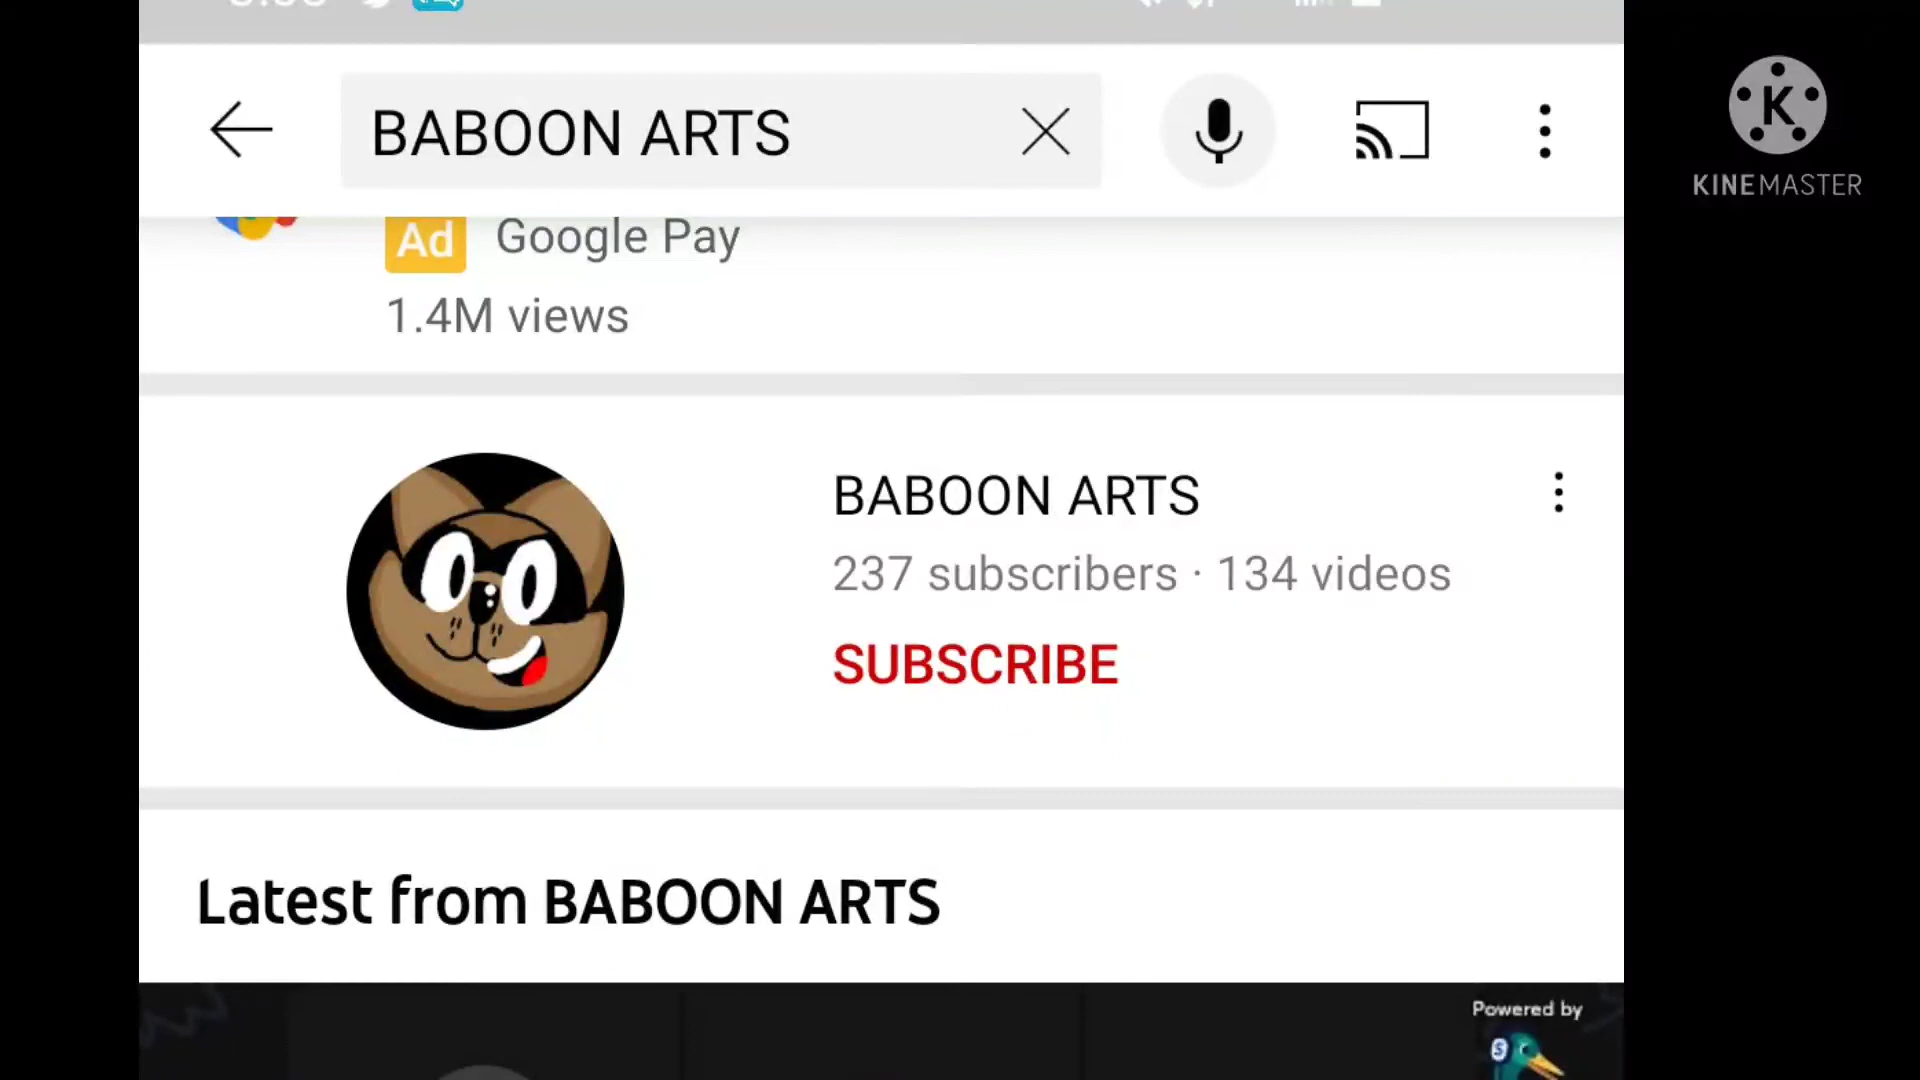 BABOON ARTS
K
KINEMASTER
Ad Google Pay
1.4M views
BABOON ARTS
237 subscribers · 134 videos
SUBSCRIBE
Latest from BABOON ARTS
Powered by
S